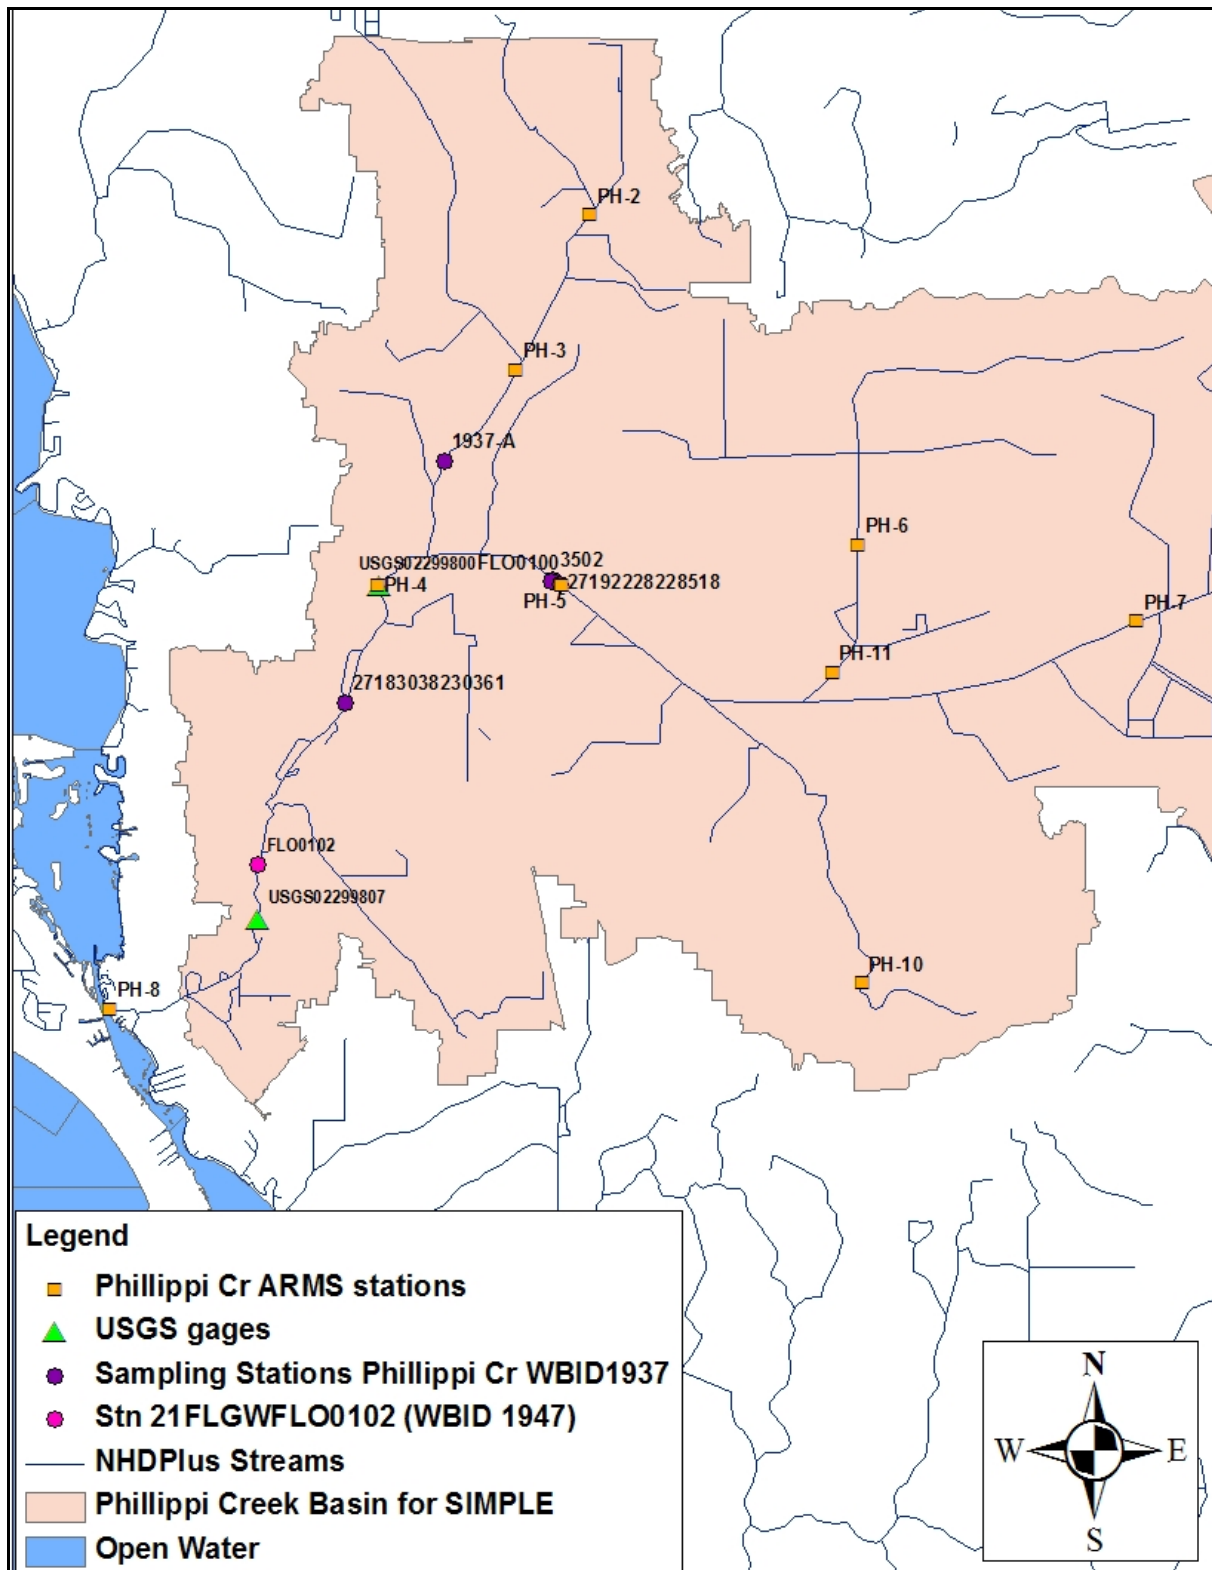 PH-2
PH-3
1937-A
PH-6
USGS02299800
FLO0100
3502
PH-4
27192228228518
PH-5
PH-7
PH-11
27183038230361
FLO0102
USGS02299807
PH-10
PH-8
Legend
Phillippi Cr ARMS stations
USGS gages
Sampling Stations Phillippi Cr WBID1937
Stn 21FLGWFLO0102 (WBID 1947)
NHDPlus Streams
Phillippi Creek Basin for SIMPLE
Open Water
N
W E
S